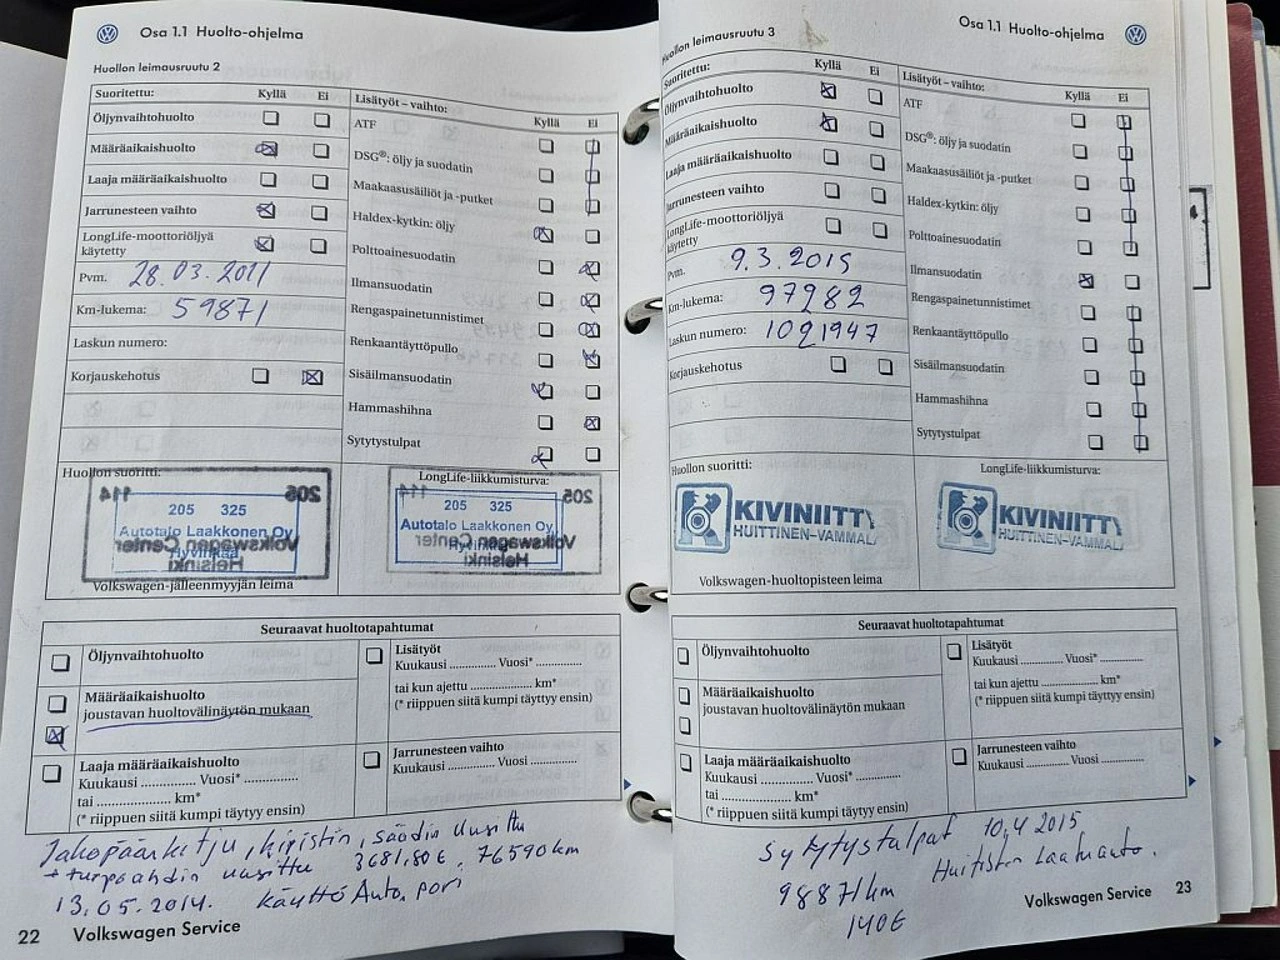 Osa 1.1 Huolto-ohjelma
Huollon leimausruutu 2
Suoritettu: Kyllä Ei
Öljynvaihtohuolto
Määräaikaishuolto
Laaja määräaikaishuolto
Jarrunesteen vaihto
LongLife-moottoriöljyä
käytetty
Pvm. 28.03.2011
Km-lukema: 59871
Laskun numero:
Korjauskehotus
Lisätyöt – vaihto: Kyllä Ei
ATF
DSG®: öljy ja suodatin
Maakaasusäiliöt ja -putket
Haldex-kytkin: öljy
Polttoainesuodatin
Ilmansuodatin
Rengaspainetunnistimet
Renkaantäyttöpullo
Sisäilmansuodatin
Hammashihna
Sytytystulpat
Huollon suoritti:
205 325
Autotalo Laakkonen Oy
Hyvinkää
Volkswagen Center
Helsinki
Volkswagen-jälleenmyyjän leima
LongLife-liikkumisturva:
205 325
Autotalo Laakkonen Oy
Volkswagen Center
Helsinki
Seuraavat huoltotapahtumat
Öljynvaihtohuolto
Määräaikaishuolto
joustavan huoltovälinäytön mukaan
Laaja määräaikaishuolto
Kuukausi .............. Vuosi* ..............
tai .................... km*
(* riippuen siitä kumpi täytyy ensin)
Lisätyöt
Kuukausi .............. Vuosi* ..............
tai kun ajettu .................... km*
(* riippuen siitä kumpi täyttyy ensin)
Jarrunesteen vaihto
Kuukausi .............. Vuosi ..............
Jakopäänketju, kiristin, säädin uusittu
+ turpoahdin uusittu 3681,80€. 76590km
13.05.2014. Käyttö Auto, pori
22 Volkswagen Service
Osa 1.1 Huolto-ohjelma
Huollon leimausruutu 3
Suoritettu: Kyllä Ei
Öljynvaihtohuolto
Määräaikaishuolto
Laaja määräaikaishuolto
Jarrunesteen vaihto
LongLife-moottoriöljyä
käytetty
Pvm. 9.3.2015
Km-lukema: 97982
Laskun numero: 1021947
Korjauskehotus
Lisätyöt – vaihto: Kyllä Ei
ATF
DSG®: öljy ja suodatin
Maakaasusäiliöt ja -putket
Haldex-kytkin: öljy
Polttoainesuodatin
Ilmansuodatin
Rengaspainetunnistimet
Renkaantäyttöpullo
Sisäilmansuodatin
Hammashihna
Sytytystulpat
Huollon suoritti:
KIVINIITTY
HUITTINEN-VAMMALA
Volkswagen-huoltopisteen leima
LongLife-liikkumisturva:
KIVINIITTY
HUITTINEN-VAMMALA
Seuraavat huoltotapahtumat
Öljynvaihtohuolto
Määräaikaishuolto
joustavan huoltovälinäytön mukaan
Laaja määräaikaishuolto
Kuukausi .............. Vuosi* ..............
tai .................... km*
(* riippuen siitä kumpi täytyy ensin)
Lisätyöt
Kuukausi .............. Vuosi* ..............
tai kun ajettu .................... km*
(* riippuen siitä kumpi täyttyy ensin)
Jarrunesteen vaihto
Kuukausi .............. Vuosi ..............
Sytytystulpat 10,4 2015
98871km Huitisten Laatuauto.
140€
Volkswagen Service 23